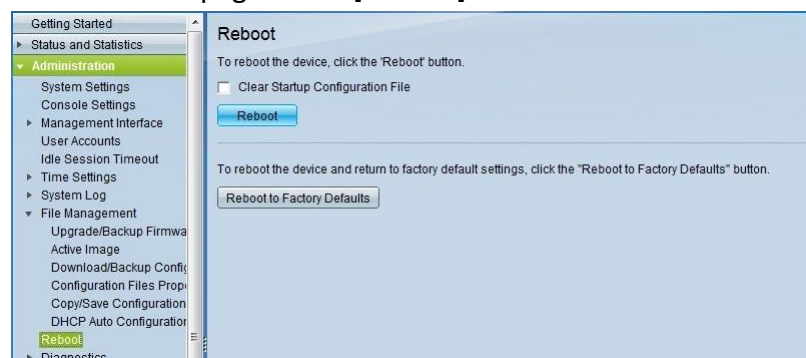 Getting Started
Status and Statistics
Administration
System Settings
Console Settings
Management Interface
User Accounts
Idle Session Timeout
Time Settings
System Log
File Management
Upgrade/Backup Firmwa
Active Image
Download/Backup Config
Configuration Files Prop
Copy/Save Configuration
DHCP Auto Configuration
Reboot
Diagnostics
Reboot
To reboot the device, click the 'Reboot' button.
Clear Startup Configuration File
Reboot
To reboot the device and return to factory default settings, click the "Reboot to Factory Defaults" button.
Reboot to Factory Defaults